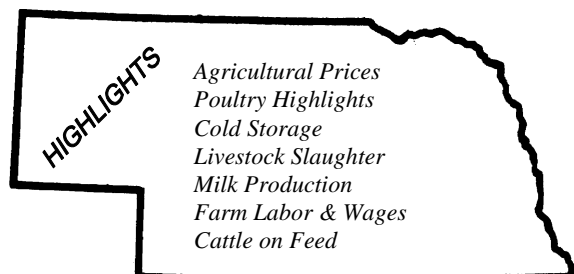 HIGHLIGHTS
Agricultural Prices
Poultry Highlights
Cold Storage
Livestock Slaughter
Milk Production
Farm Labor & Wages
Cattle on Feed